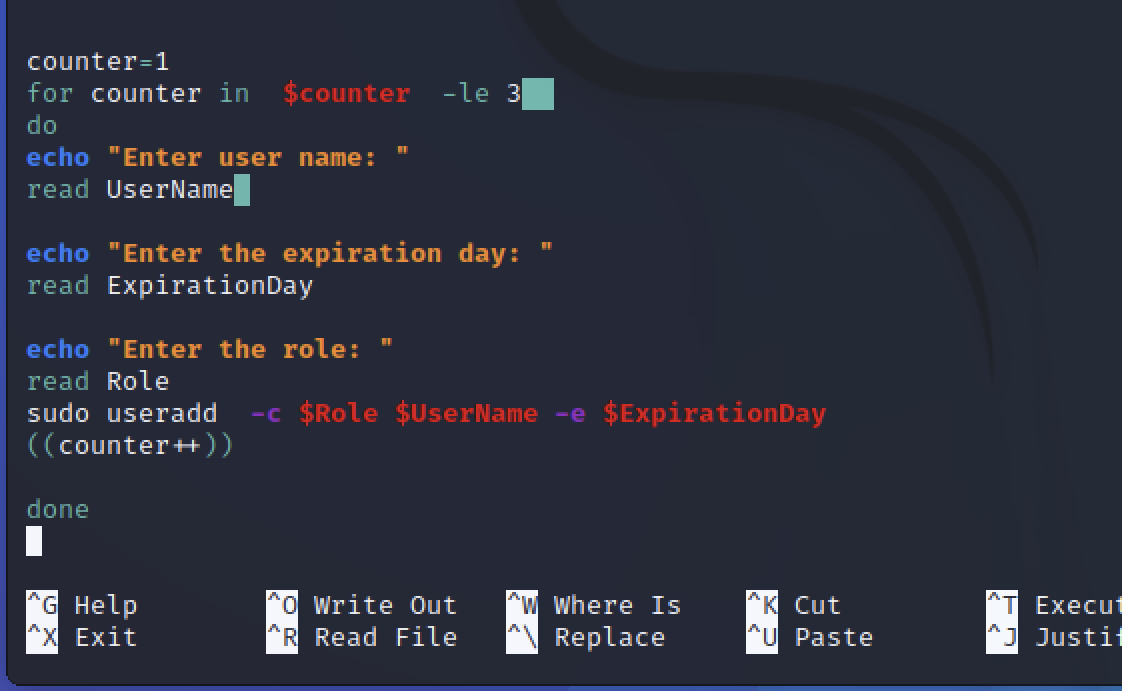 counter=1
for counter in  $counter  -le 3
do
echo "Enter user name: "
read UserName
echo "Enter the expiration day: "
read ExpirationDay
echo "Enter the role: "
read Role
sudo useradd  -c $Role $UserName -e $ExpirationDay
((counter++))
done
^G Help ^O Write Out ^W Where Is ^K Cut ^T Execut
^X Exit ^R Read File ^\ Replace ^U Paste ^J Justif